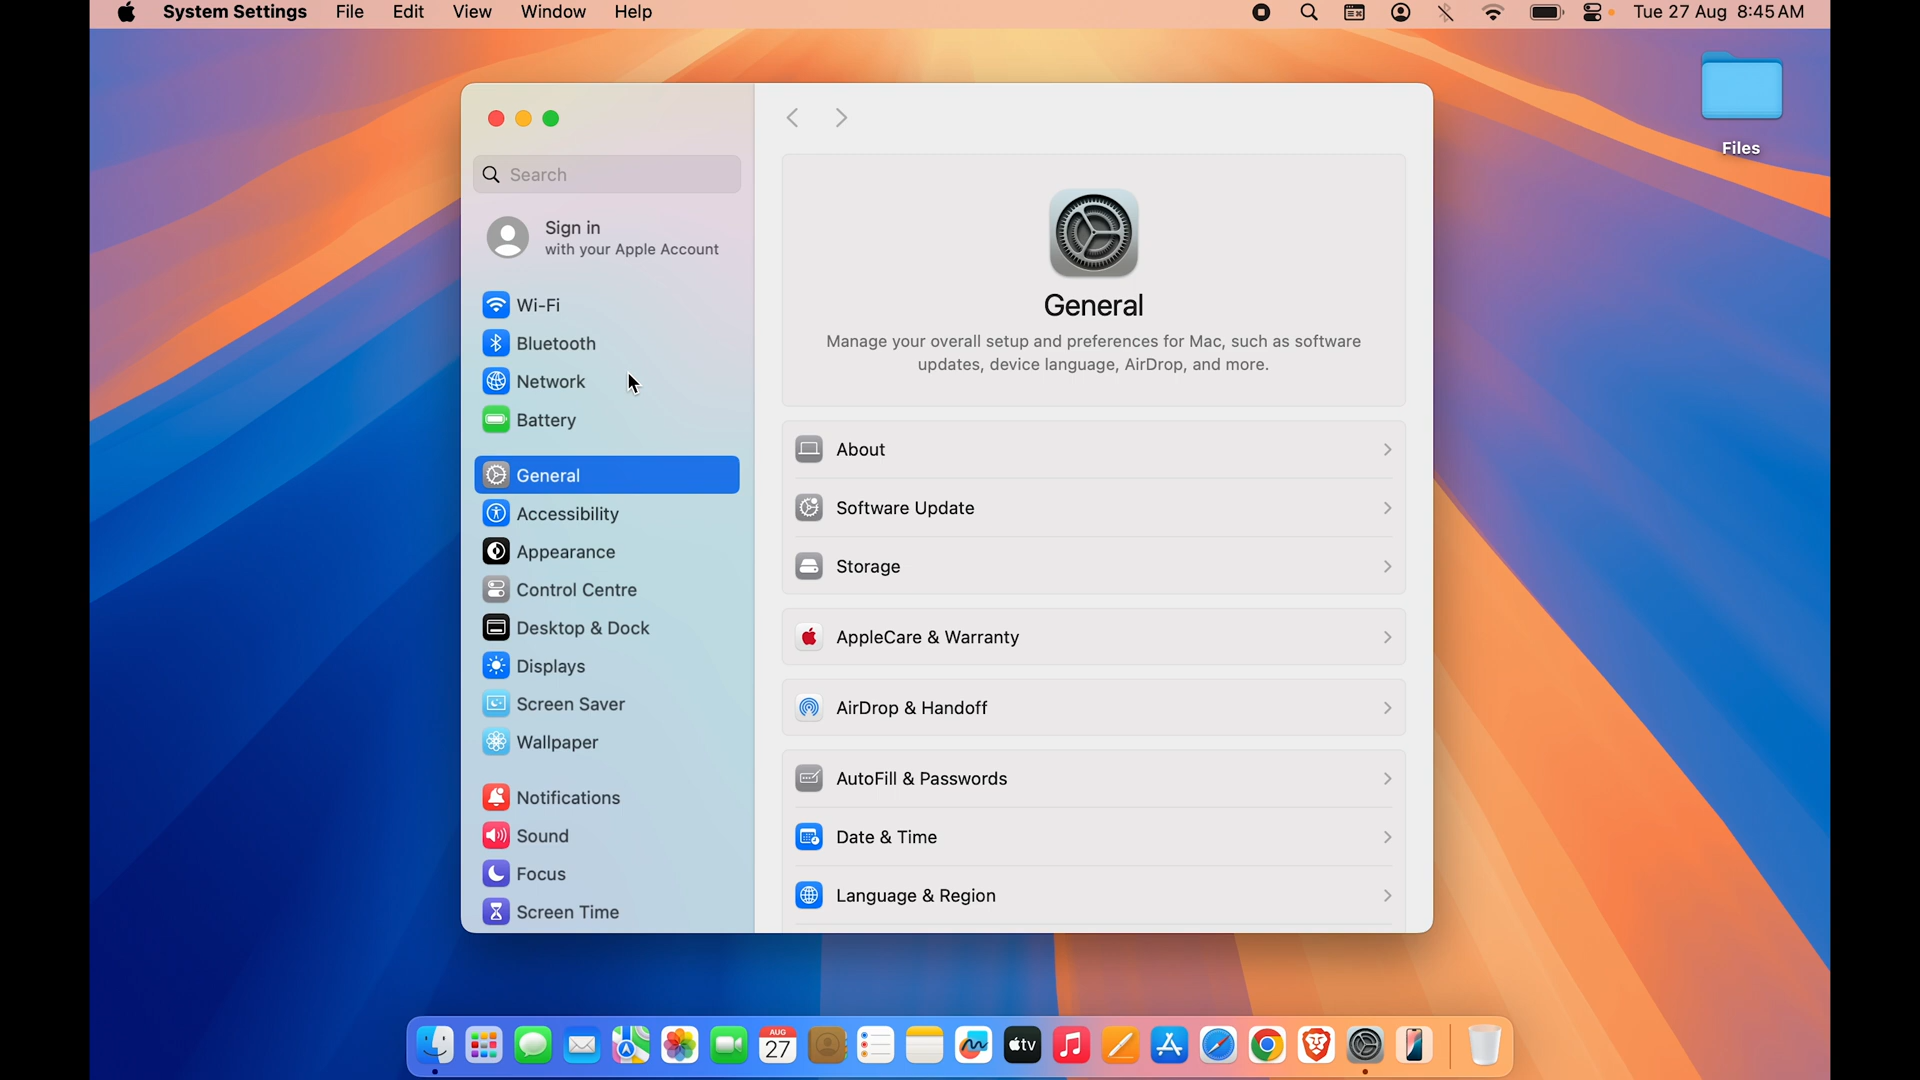 System Settings File Edit View Window Help Tue 27 Aug 8:45 AM
Files
Search
Sign in
with your Apple Account
Wi-Fi
Bluetooth
Network
Battery
General
Accessibility
Appearance
Control Centre
Desktop & Dock
Displays
Screen Saver
Wallpaper
Notifications
Sound
Focus
Screen Time
General
Manage your overall setup and preferences for Mac, such as software
updates, device language, AirDrop, and more.
About
Software Update
Storage
AppleCare & Warranty
AirDrop & Handoff
AutoFill & Passwords
Date & Time
Language & Region
AUG
27
tv